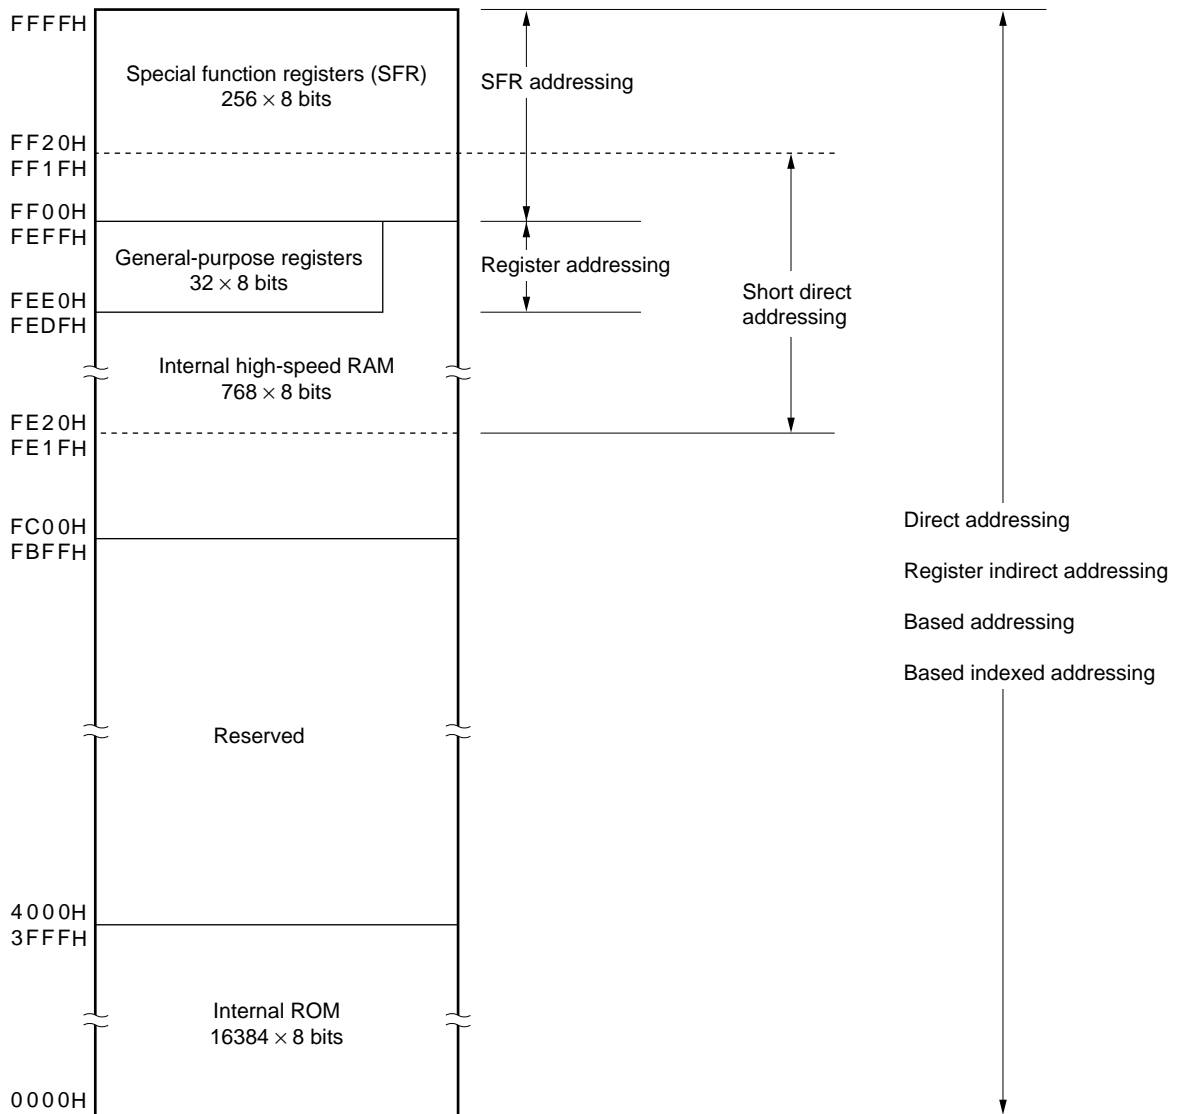 FFFFH
Special function registers (SFR)
256 × 8 bits
SFR addressing
FF20H
FF1FH
FF00H
FEFFH
General-purpose registers
32 × 8 bits
Register addressing
FEE0H
FEDFH
Short direct
addressing
Internal high-speed RAM
768 × 8 bits
FE20H
FE1FH
FC00H
FBFFH
Direct addressing
Register indirect addressing
Based addressing
Based indexed addressing
Reserved
4000H
3FFFH
Internal ROM
16384 × 8 bits
0000H